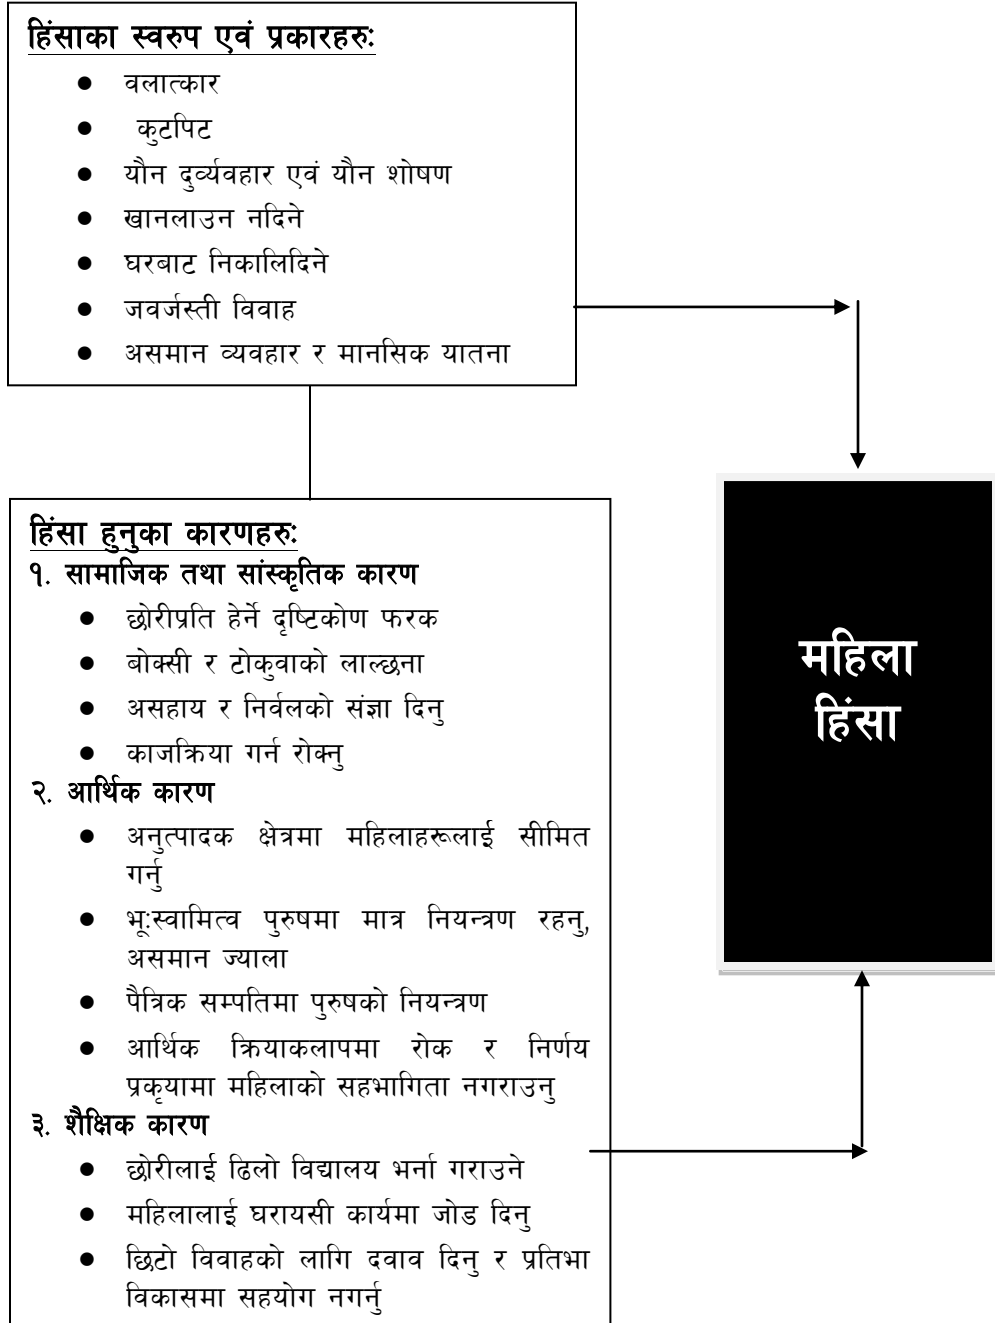 हिंसाका स्वरुप एवं प्रकारहरुः
● वलात्कार
● कुटपिट
● यौन दुर्व्यवहार एवं यौन शोषण
● खानलाउन नदिने
● घरबाट निकालिदिने
● जवर्जस्ती विवाह
● असमान व्यवहार र मानसिक यातना
हिंसा हुनुका कारणहरुः
१. सामाजिक तथा सांस्कृतिक कारण
● छोरीप्रति हेर्ने दृष्टिकोण फरक
● बोक्सी र टोकुवाको लाल्छना
● असहाय र निर्वलको संज्ञा दिनु
● काजक्रिया गर्न रोक्नु
२. आर्थिक कारण
● अनुत्पादक क्षेत्रमा महिलाहरूलाई सीमित
गर्नु
● भूःस्वामित्व पुरुषमा मात्र नियन्त्रण रहनु,
असमान ज्याला
● पैत्रिक सम्पतिमा पुरुषको नियन्त्रण
● आर्थिक क्रियाकलापमा रोक र निर्णय
प्रकृयामा महिलाको सहभागिता नगराउनु
३. शैक्षिक कारण
● छोरीलाई ढिलो विद्यालय भर्ना गराउने
● महिलालाई घरायसी कार्यमा जोड दिनु
● छिटो विवाहको लागि दवाव दिनु र प्रतिभा
विकासमा सहयोग नगर्नु
महिला
हिंसा